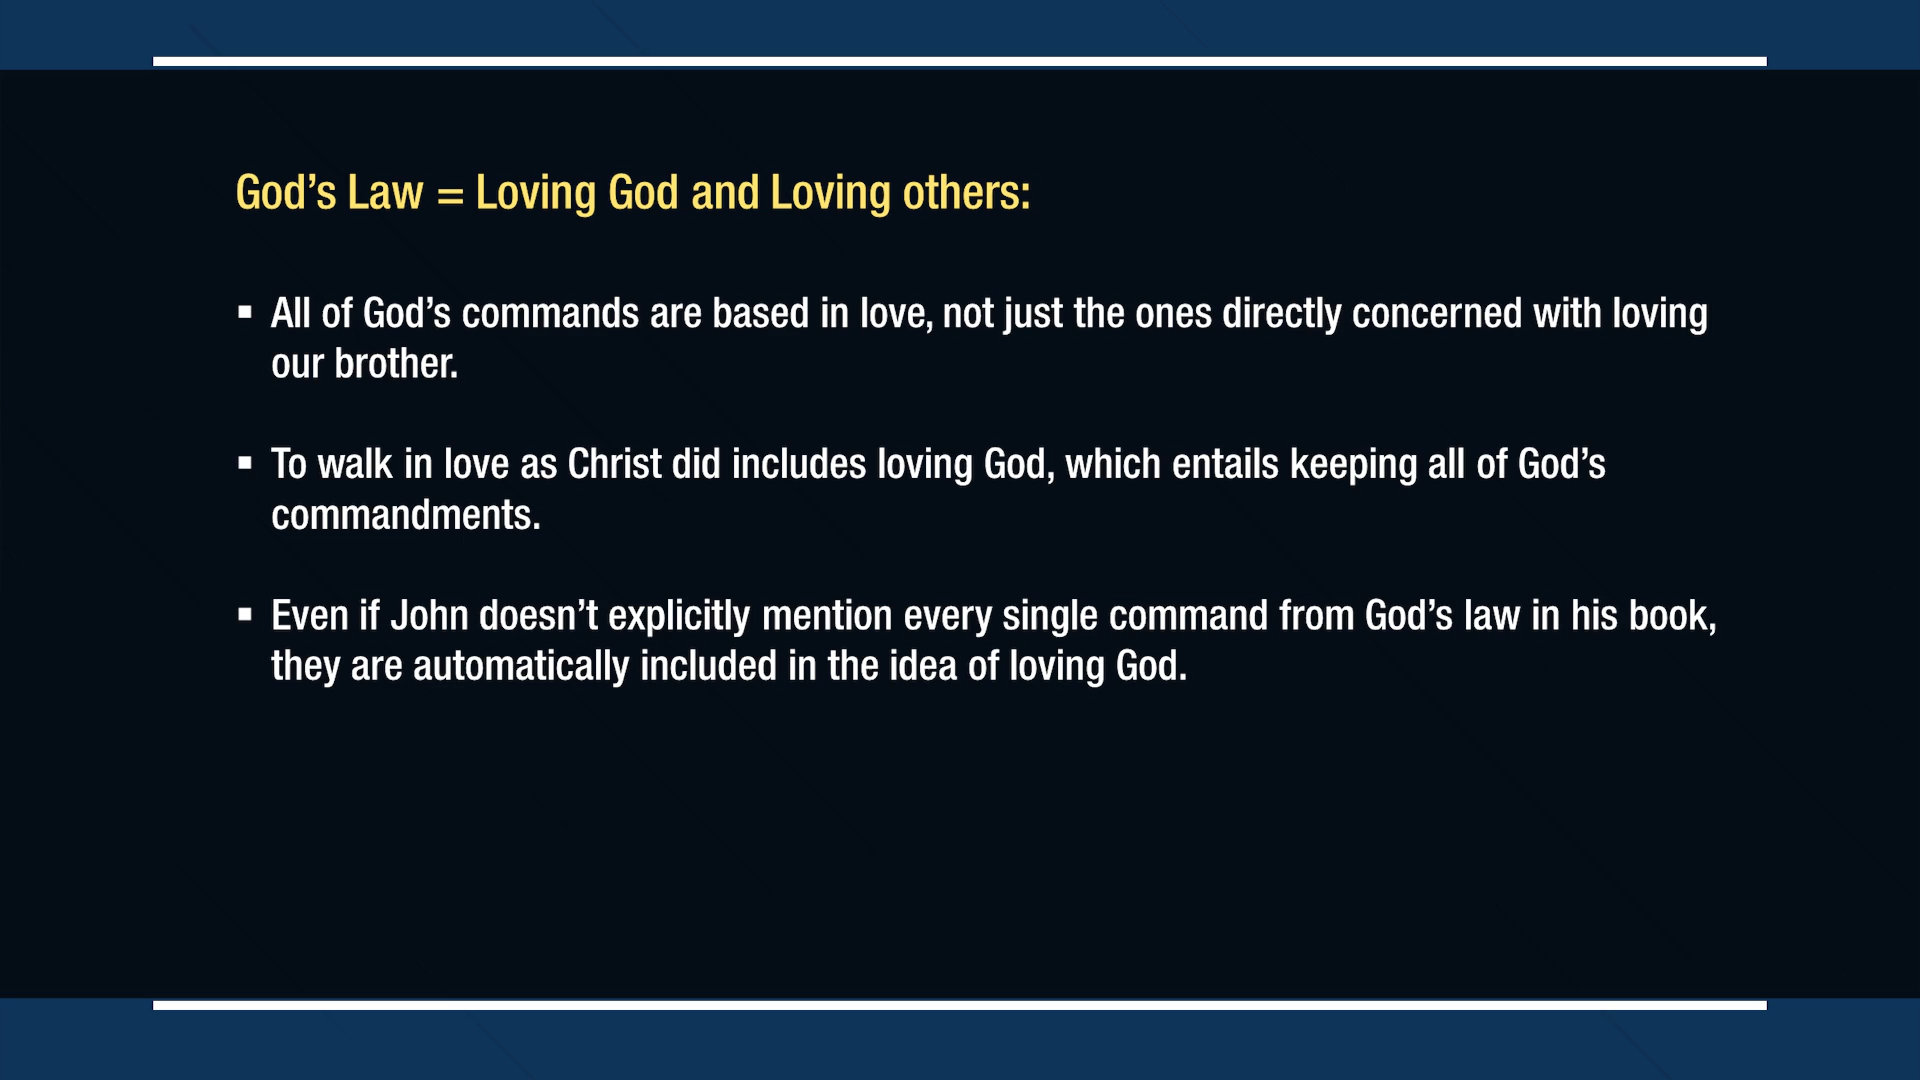 God’s Law = Loving God and Loving others:
▪ All of God’s commands are based in love, not just the ones directly concerned with loving
our brother.
▪ To walk in love as Christ did includes loving God, which entails keeping all of God’s
commandments.
▪ Even if John doesn’t explicitly mention every single command from God’s law in his book,
they are automatically included in the idea of loving God.